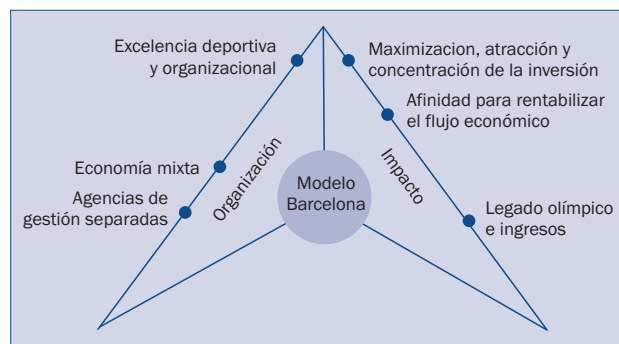 Excelencia deportiva
y organizacional
Maximizacion, atracción y
concentración de la inversión
Afinidad para rentabilizar
el flujo económico
Economía mixta
Agencias de
gestión separadas
Organización
Modelo
Barcelona
Impacto
Legado olímpico
e ingresos